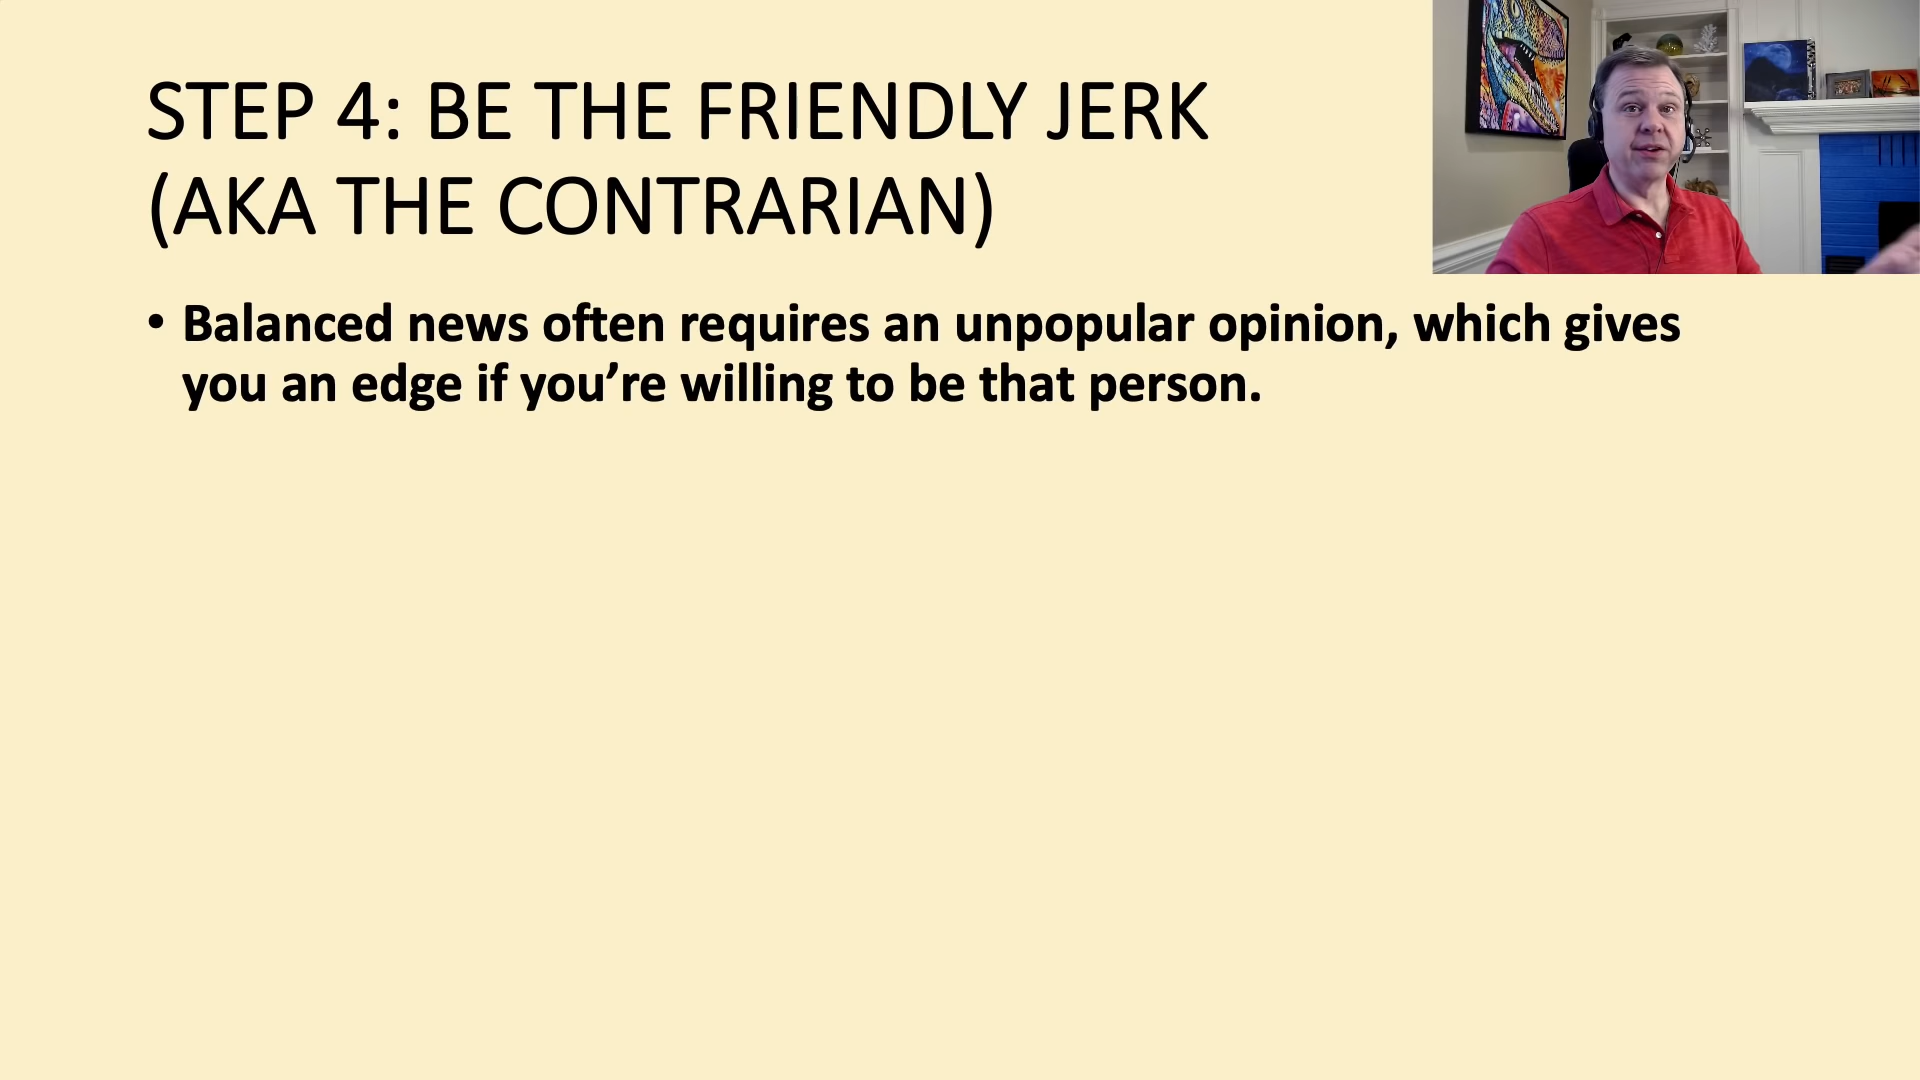 STEP 4: BE THE FRIENDLY JERK
(AKA THE CONTRARIAN)
• Balanced news often requires an unpopular opinion, which gives
you an edge if you’re willing to be that person.